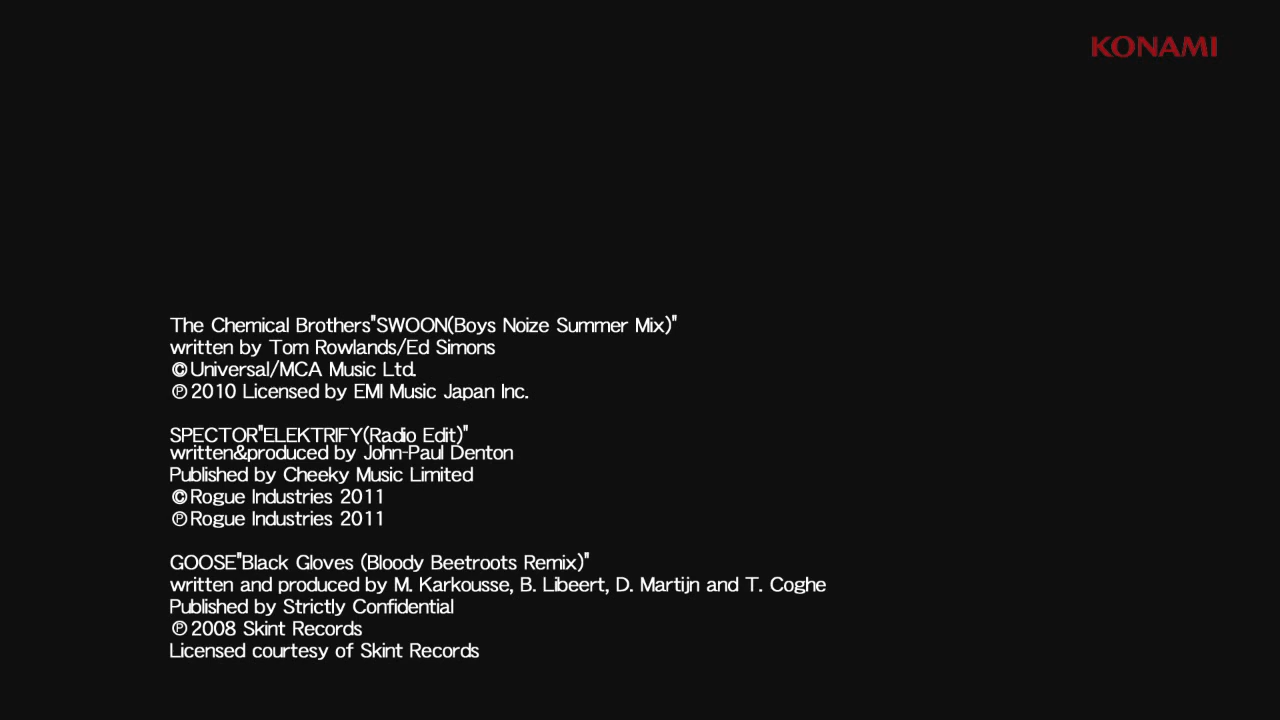 KONAMI
The Chemical Brothers"SWOON(Boys Noize Summer Mix)"
written by Tom Rowlands/Ed Simons
©Universal/MCA Music Ltd.
℗2010 Licensed by EMI Music Japan Inc.
SPECTOR"ELEKTRIFY(Radio Edit)"
written&produced by John-Paul Denton
Published by Cheeky Music Limited
©Rogue Industries 2011
℗Rogue Industries 2011
GOOSE"Black Gloves (Bloody Beetroots Remix)"
written and produced by M. Karkousse, B. Libeert, D. Martijn and T. Coghe
Published by Strictly Confidential
℗2008 Skint Records
Licensed courtesy of Skint Records